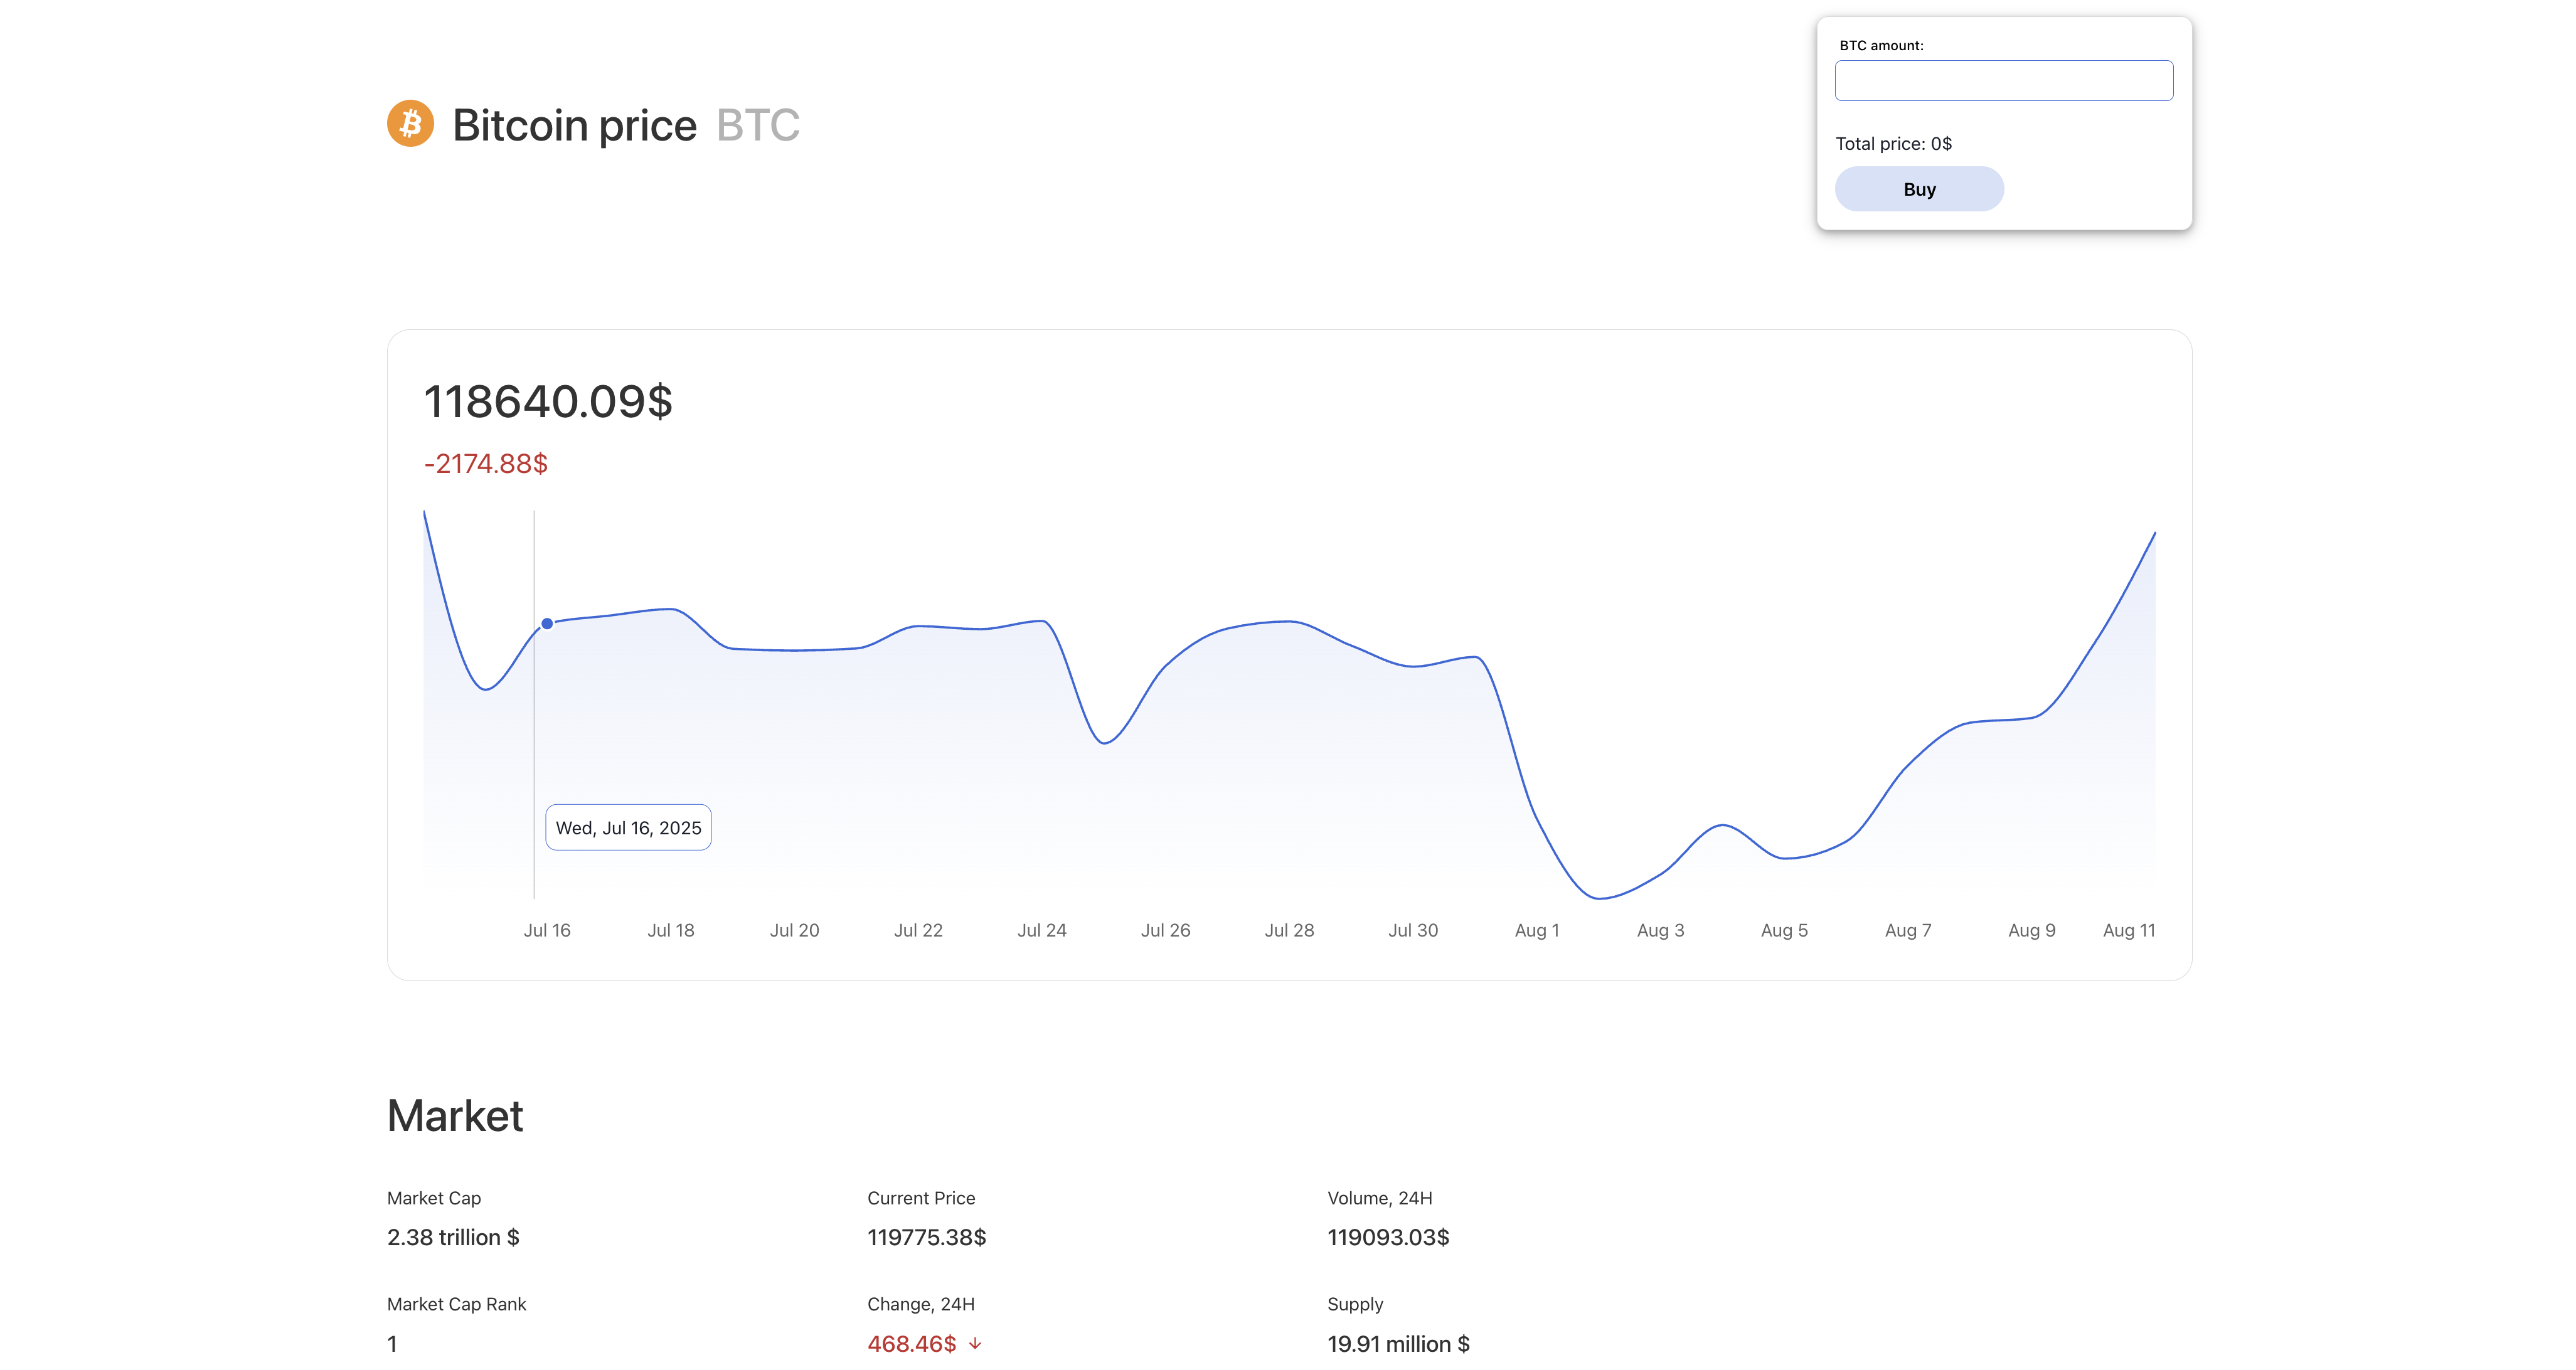 BTC amount:
Bitcoin price BTC
Total price: 0$
Buy
118640.09$
-2174.88$
Wed, Jul 16, 2025
Jul 16 Jul 18 Jul 20 Jul 22 Jul 24 Jul 26 Jul 28 Jul 30 Aug 1 Aug 3 Aug 5 Aug 7 Aug 9 Aug 11
Market
Market Cap Current Price Volume, 24H
2.38 trillion $ 119775.38$ 119093.03$
Market Cap Rank Change, 24H Supply
1 468.46$ ↓ 19.91 million $